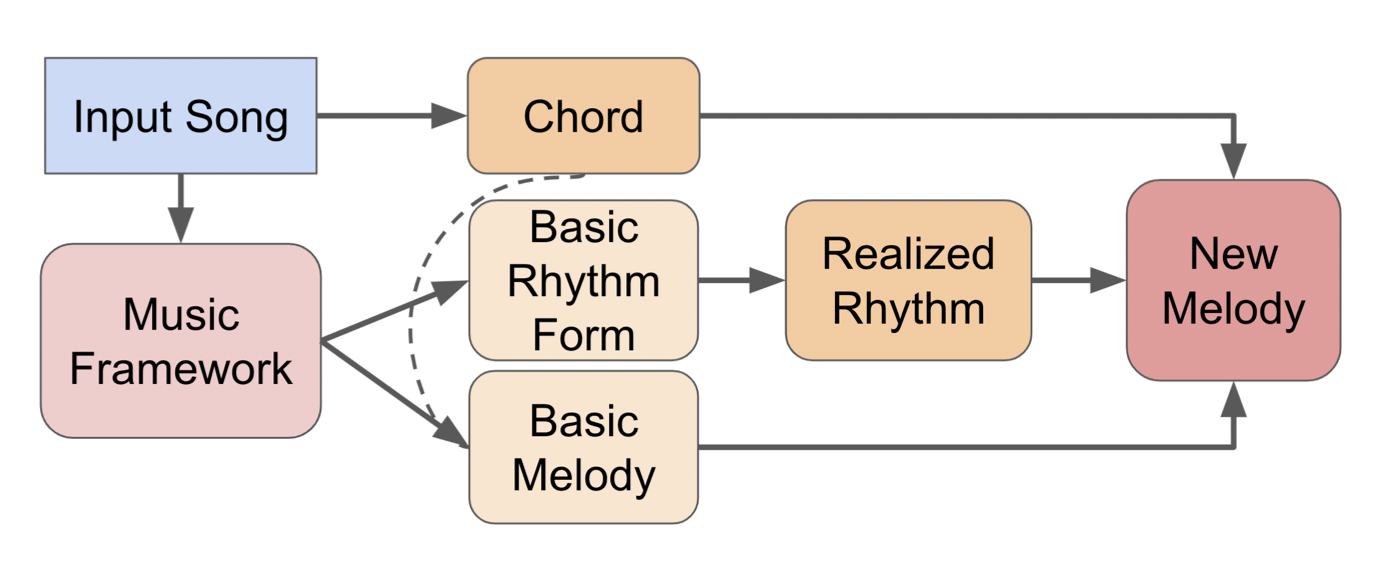 Input Song
Chord
Music
Framework
Basic
Rhythm
Form
Basic
Melody
Realized
Rhythm
New
Melody